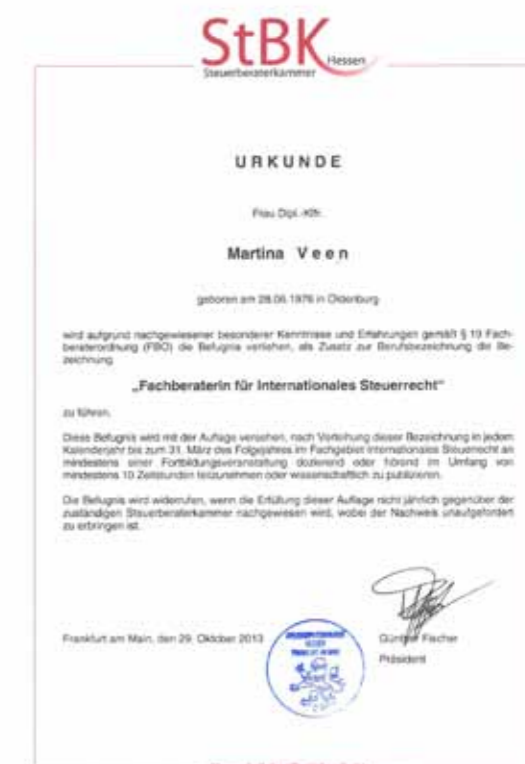 StBK
Hessen
Steuerberaterkammer
URKUNDE
Frau Dipl.-Kffr.
Martina Veen
geboren am 28.06.1976 in Oldenburg
wird aufgrund nachgewiesener besonderer Kenntnisse und Erfahrungen gemäß § 19 Fach-
beraterordnung (FBO) die Befugnis verliehen, als Zusatz zur Berufsbezeichnung die Be-
zeichnung
„Fachberaterin für Internationales Steuerrecht“
zu führen.
Diese Befugnis wird mit der Auflage versehen, nach Verleihung dieser Bezeichnung in jedem
Kalenderjahr bis zum 31. März des Folgejahres im Fachgebiet Internationales Steuerrecht an
mindestens einer Fortbildungsveranstaltung dozierend oder hörend im Umfang von
mindestens 10 Zeitstunden teilzunehmen oder wissenschaftlich zu publizieren.
Die Befugnis wird widerrufen, wenn die Erfüllung dieser Auflage nicht jährlich gegenüber der
zuständigen Steuerberaterkammer nachgewiesen wird, wobei der Nachweis unaufgefordert
zu erbringen ist.
Frankfurt am Main, den 29. Oktober 2013
Günther Fischer
Präsident